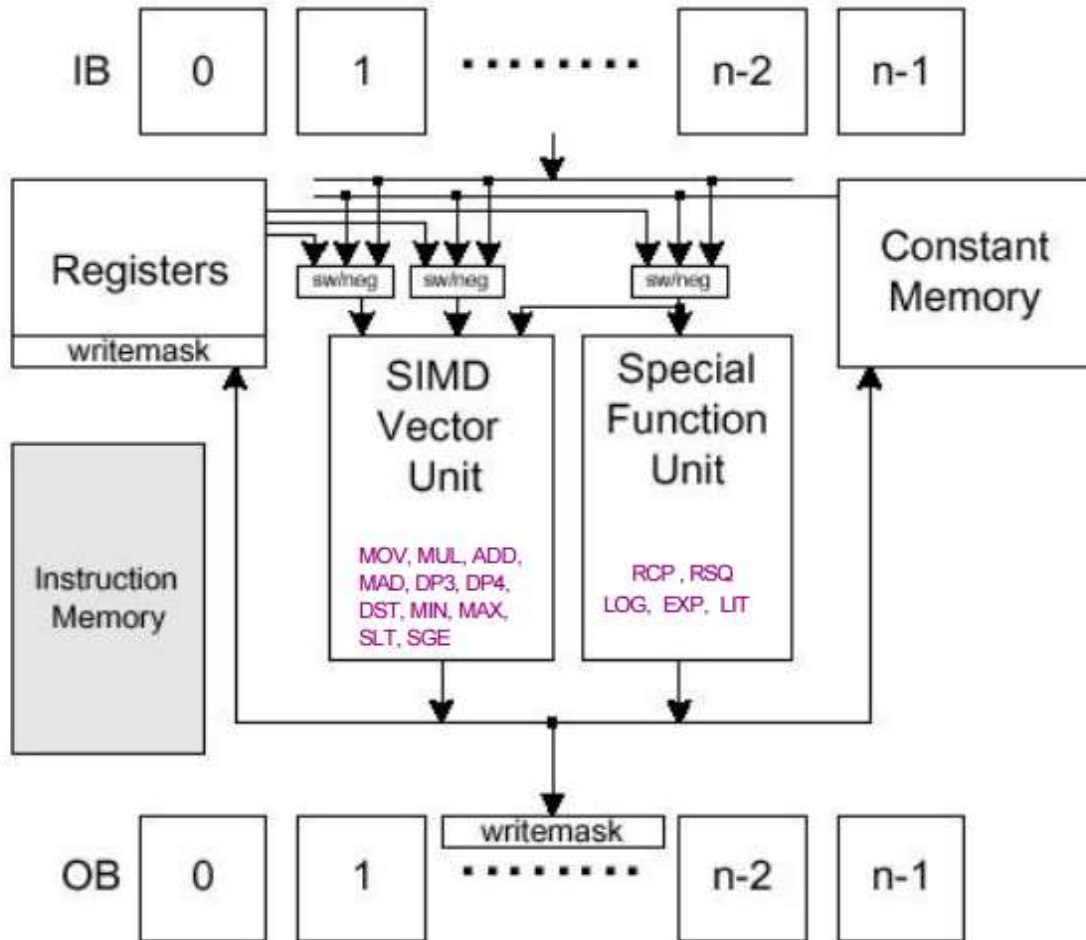 IB 0 1 ........ n-2 n-1
Registers
writemask
sw/neg sw/neg sw/neg
Constant
Memory
SIMD
Vector
Unit
MOV, MUL, ADD,
MAD, DP3, DP4,
DST, MIN, MAX,
SLT, SGE
Special
Function
Unit
RCP , RSQ
LOG, EXP, LIT
Instruction
Memory
writemask
OB 0 1 ........ n-2 n-1